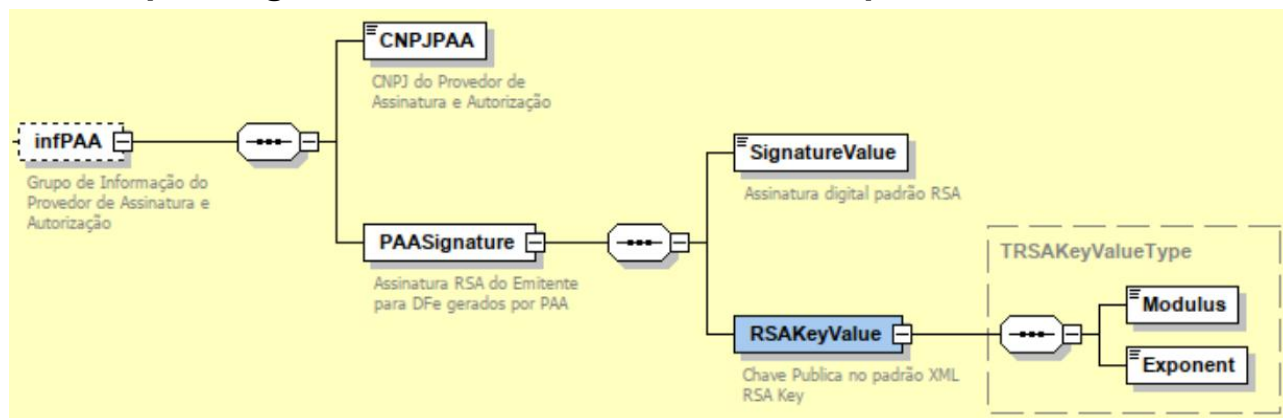 CNPJPAA
CNPJ do Provedor de
Assinatura e Autorização
infPAA
Grupo de Informação do
Provedor de Assinatura e
Autorização
PAASignature
Assinatura RSA do Emitente
para DFe gerados por PAA
SignatureValue
Assinatura digital padrão RSA
RSAKeyValue
Chave Publica no padrão XML
RSA Key
TRSAKeyValueType
Modulus
Exponent